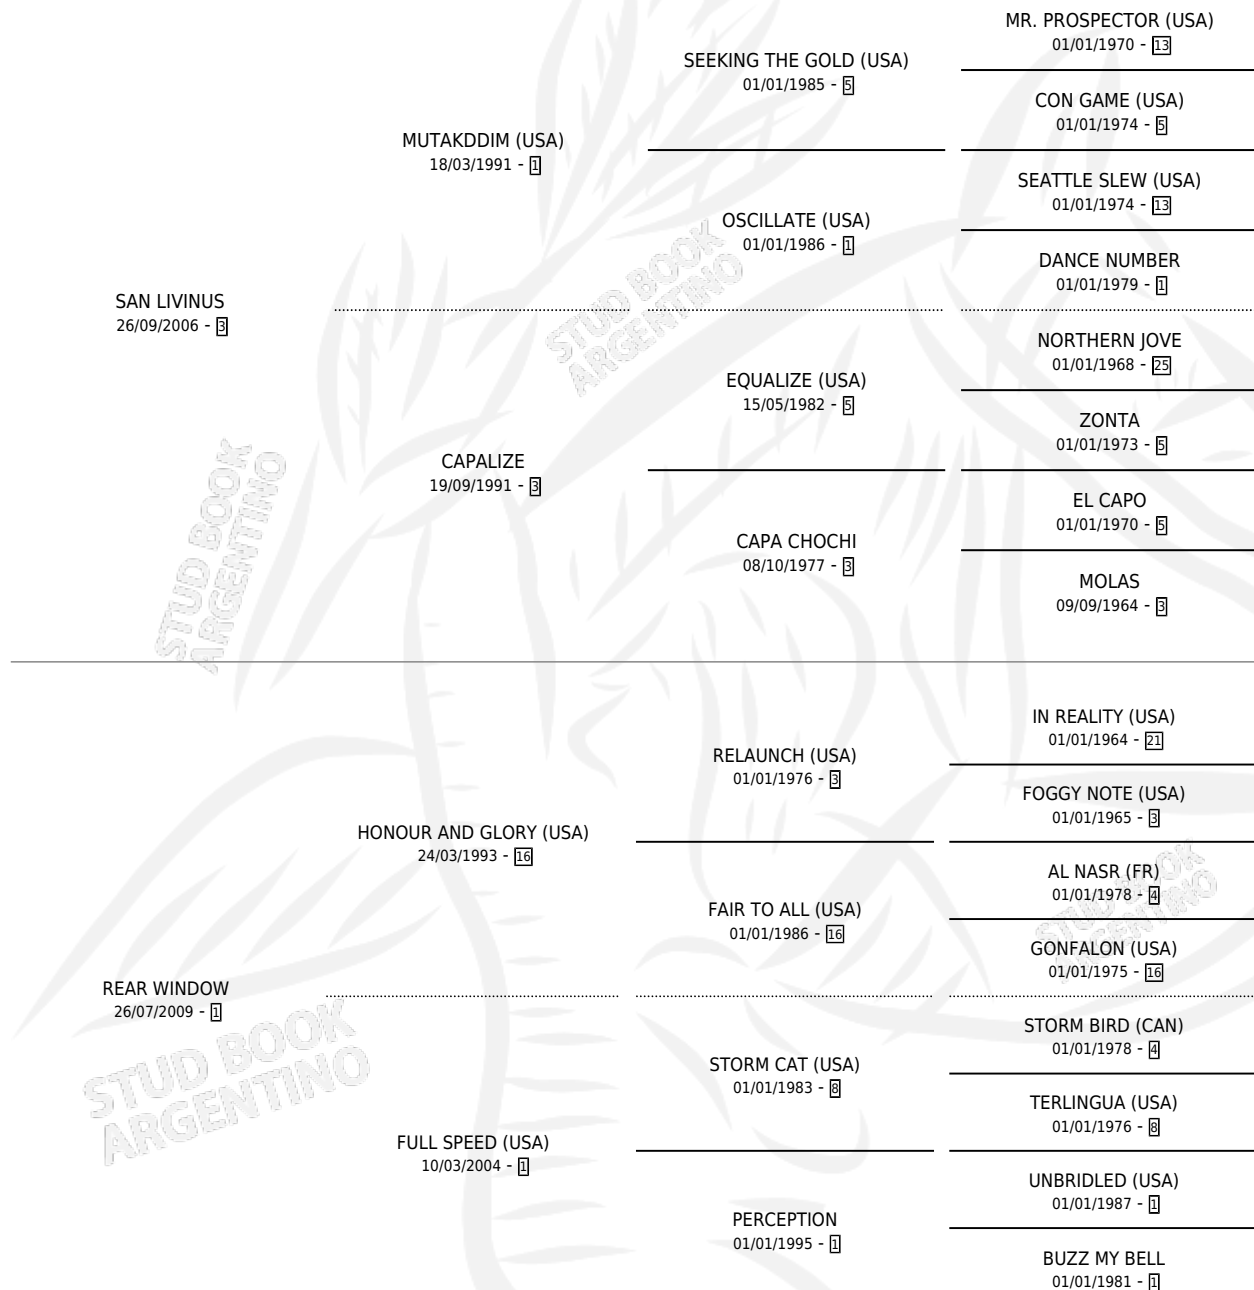 MR. PROSPECTOR (USA)
01/01/1970 - 13
SEEKING THE GOLD (USA)
01/01/1985 - 5
CON GAME (USA)
01/01/1974 - 5
MUTAKDDIM (USA)
18/03/1991 - 1
SEATTLE SLEW (USA)
01/01/1974 - 13
OSCILLATE (USA)
01/01/1986 - 1
DANCE NUMBER
01/01/1979 - 1
SAN LIVINUS
26/09/2006 - 3
STUD BOOK
ARGENTINO
NORTHERN JOVE
01/01/1968 - 25
EQUALIZE (USA)
15/05/1982 - 5
ZONTA
01/01/1973 - 5
CAPALIZE
19/09/1991 - 3
EL CAPO
01/01/1970 - 5
CAPA CHOCHI
08/10/1977 - 3
MOLAS
09/09/1964 - 3
STUD BOOK
ARGENTINO
IN REALITY (USA)
01/01/1964 - 21
RELAUNCH (USA)
01/01/1976 - 3
FOGGY NOTE (USA)
01/01/1965 - 3
HONOUR AND GLORY (USA)
24/03/1993 - 16
AL NASR (FR)
01/01/1978 - 4
FAIR TO ALL (USA)
01/01/1986 - 16
GONFALON (USA)
01/01/1975 - 16
STUD BOOK
ARGENTINO
REAR WINDOW
26/07/2009 - 1
STORM BIRD (CAN)
01/01/1978 - 4
STORM CAT (USA)
01/01/1983 - 8
TERLINGUA (USA)
01/01/1976 - 8
STUD BOOK
ARGENTINO
FULL SPEED (USA)
10/03/2004 - 1
UNBRIDLED (USA)
01/01/1987 - 1
PERCEPTION
01/01/1995 - 1
BUZZ MY BELL
01/01/1981 - 1